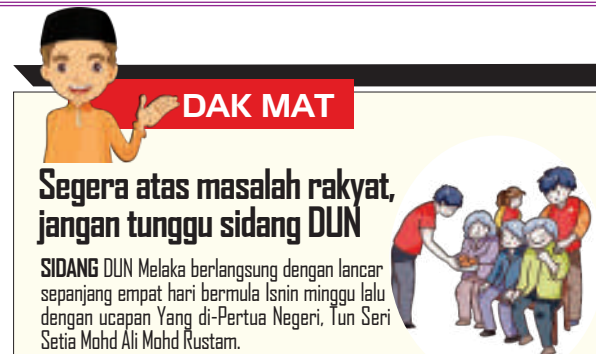 DAK MAT
Segera atas masalah rakyat,
jangan tunggu sidang DUN
SIDANG DUN Melaka berlangsung dengan lancar
sepanjang empat hari bermula Isnin minggu lalu
dengan ucapan Yang di-Pertua Negeri, Tun Seri
Setia Mohd Ali Mohd Rustam.